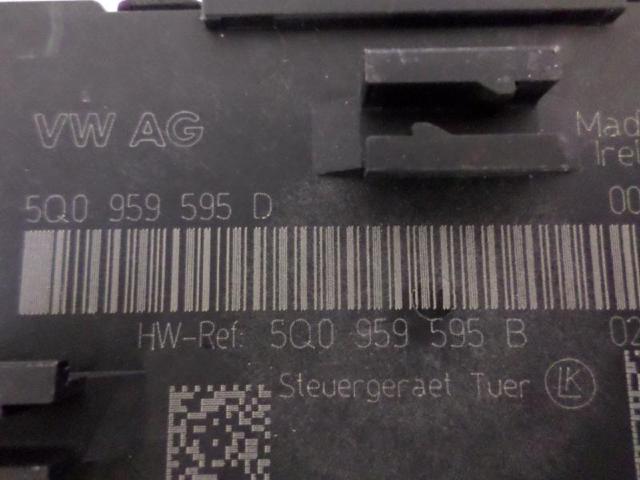 VW AG
Mad
Irel
5Q0 959 595 D
00
HW-Ref: 5Q0 959 595 B
02
Steuergeraet Tuer LK